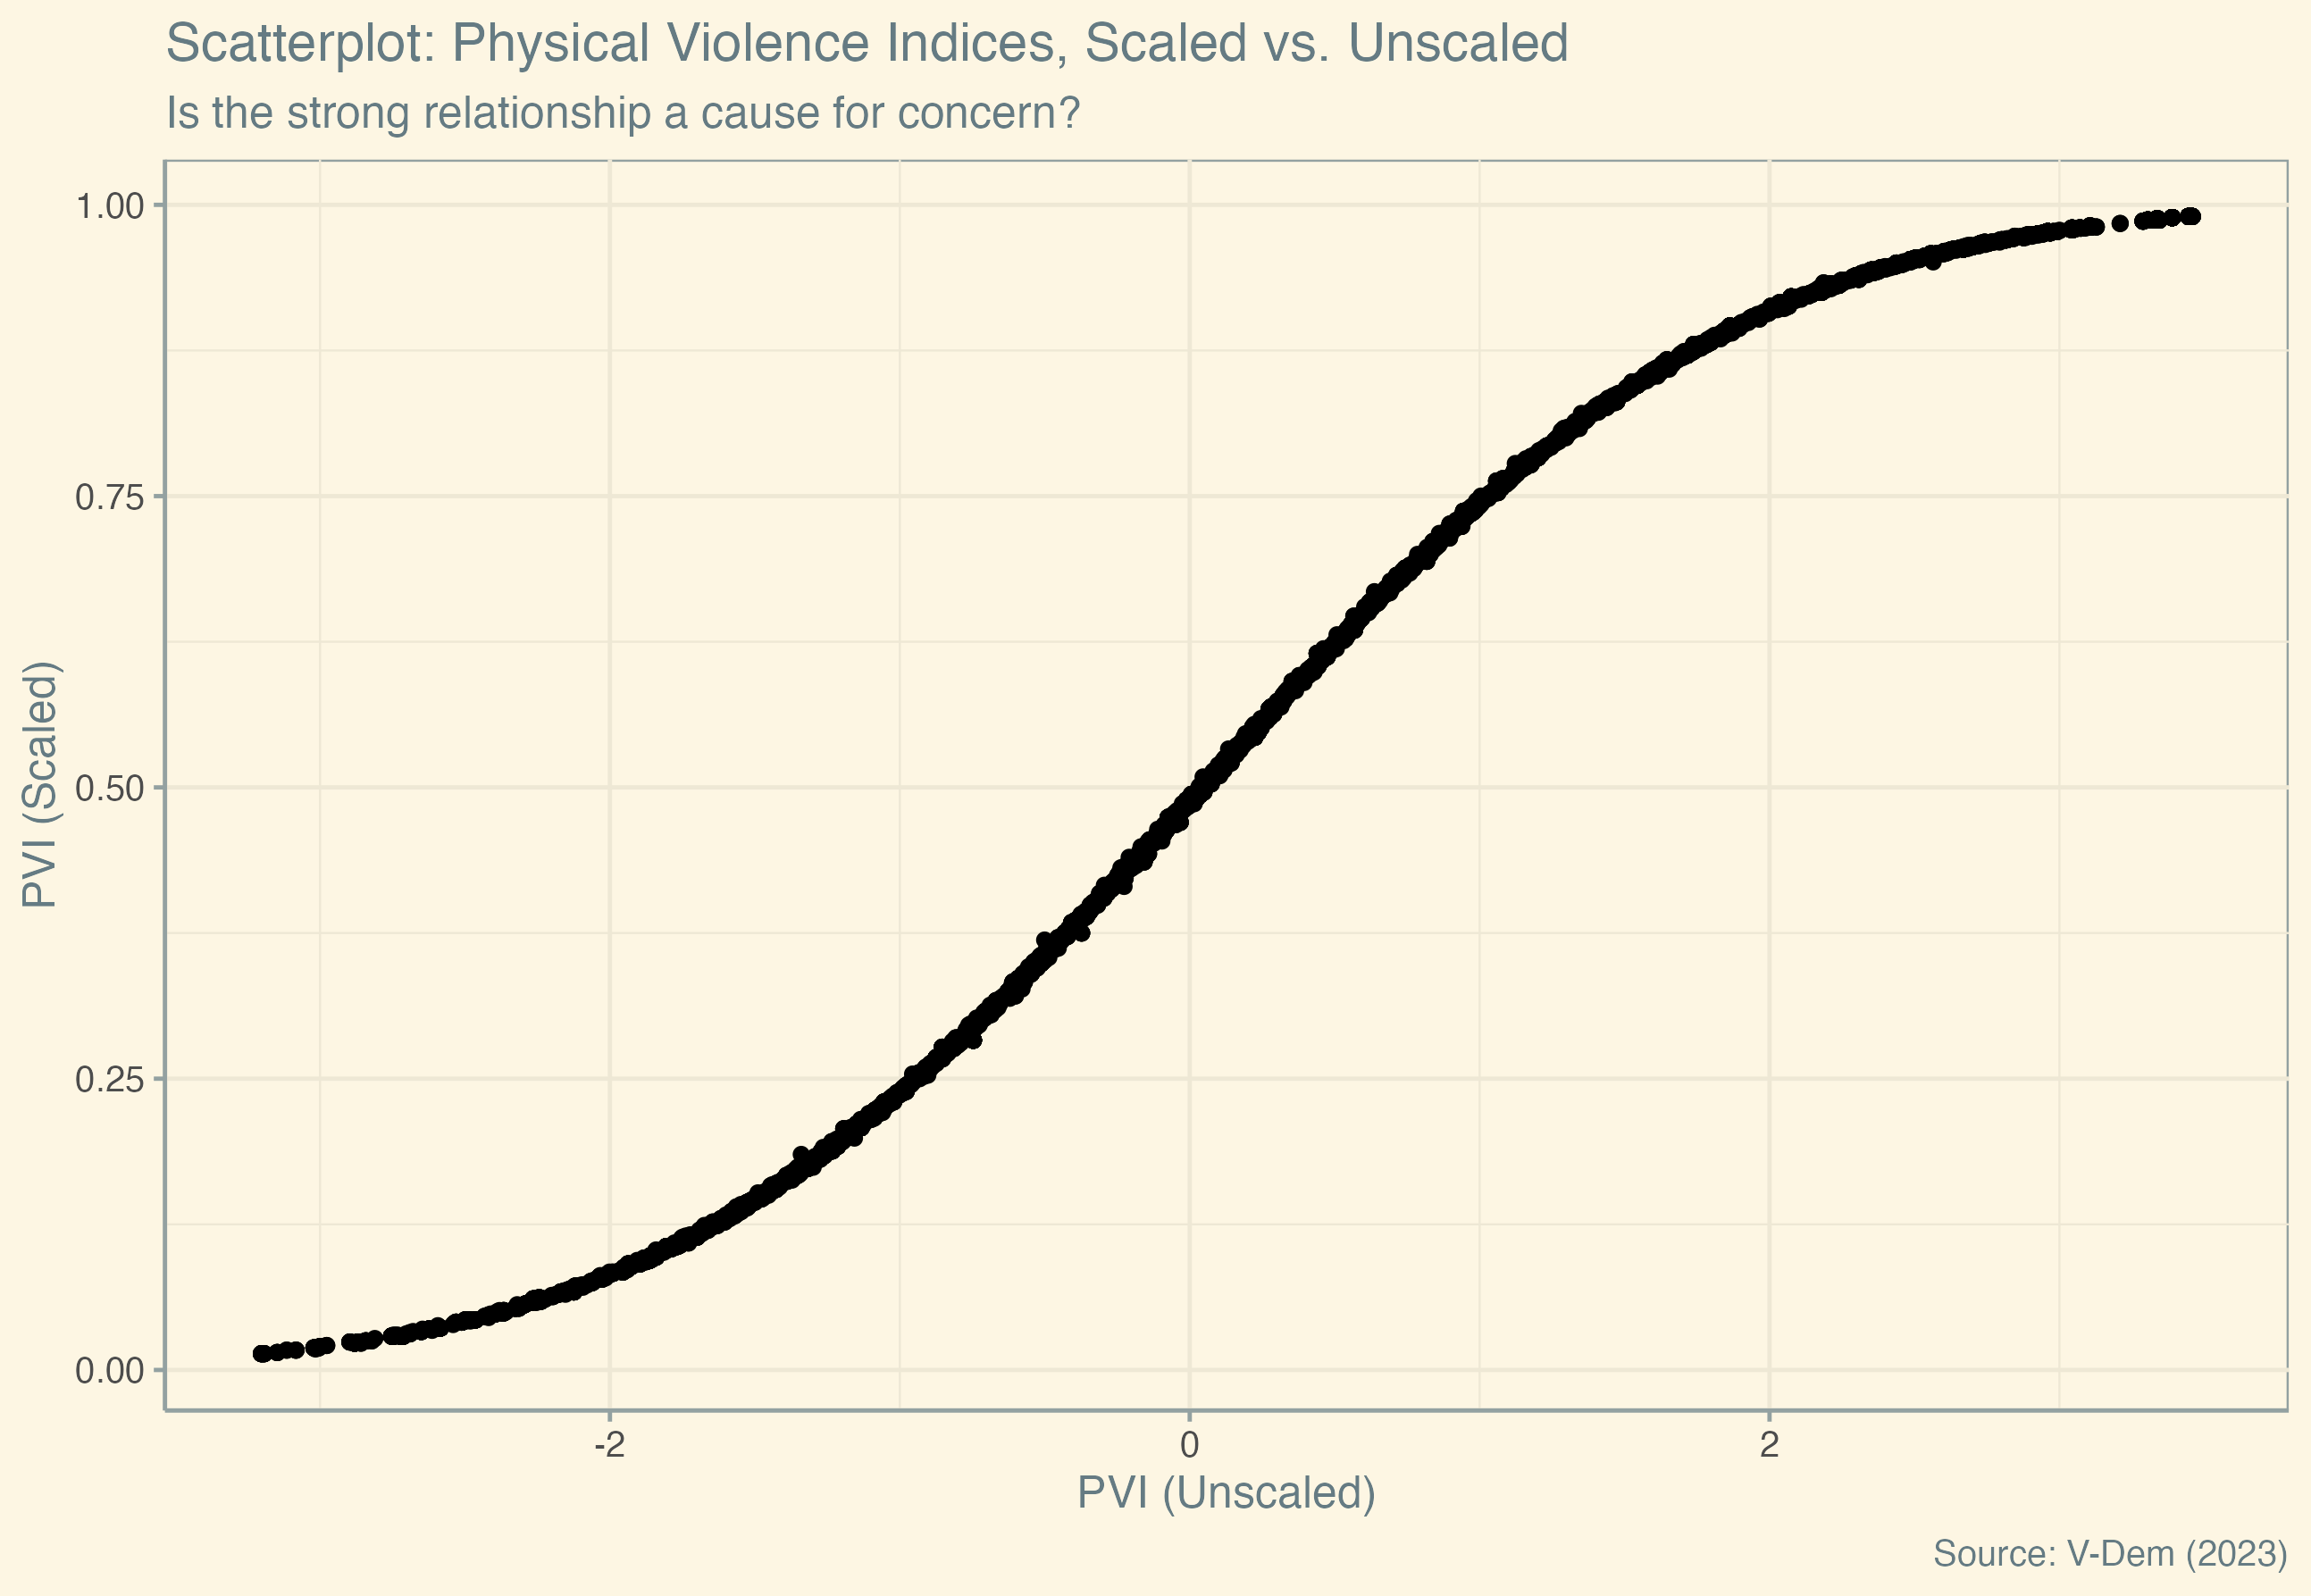 Scatterplot: Physical Violence Indices, Scaled vs. Unscaled
Is the strong relationship a cause for concern?
PVI (Scaled)
1.00
0.75
0.50
0.25
0.00
-2
0
2
PVI (Unscaled)
Source: V-Dem (2023)